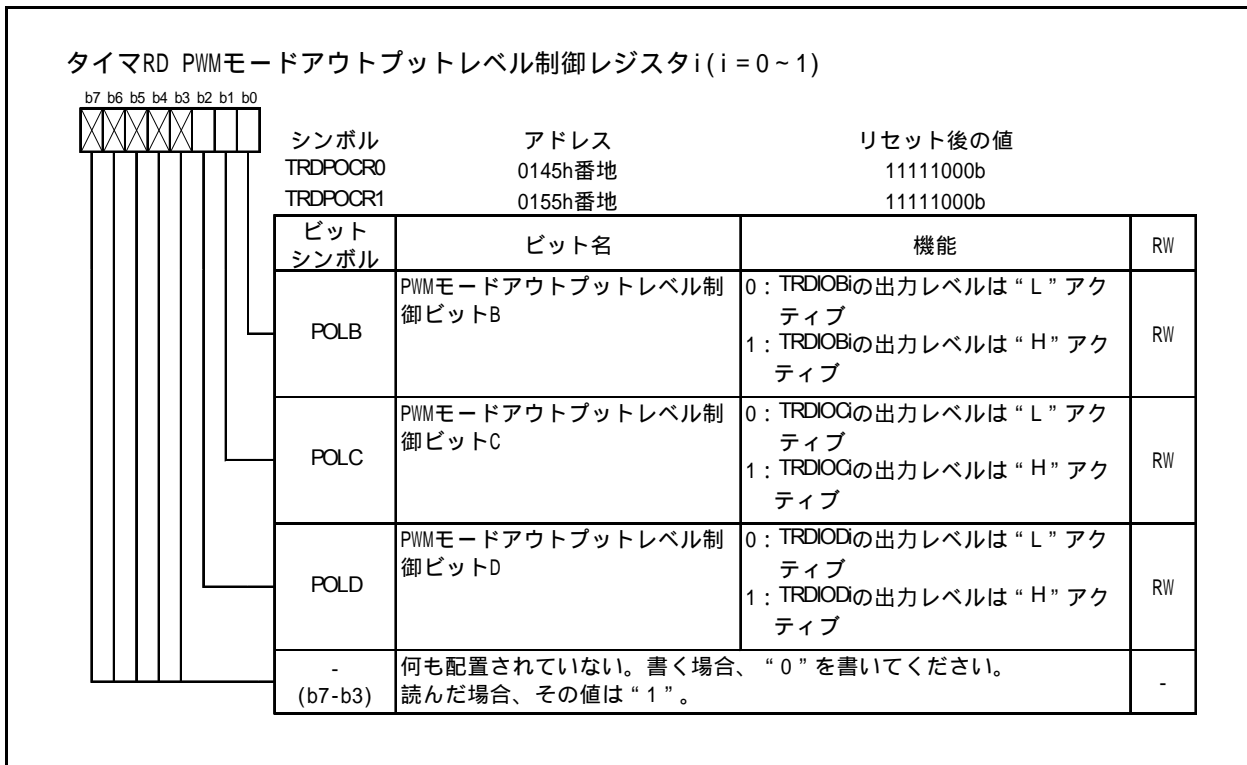 タイマRD PWMモードアウトプットレベル制御レジスタi(i=0~1)
b7 b6 b5 b4 b3 b2 b1 b0
シンボル アドレス リセット後の値
TRDPOCR0 0145h番地 11111000b
TRDPOCR1 0155h番地 11111000b
ビット
シンボル ビット名 機能 RW
POLB PWMモードアウトプットレベル制
御ビットB
0：TRDIOBiの出力レベルは“L”アク
ティブ
1：TRDIOBiの出力レベルは“H”アク
ティブ
RW
POLC PWMモードアウトプットレベル制
御ビットC
0：TRDIOCiの出力レベルは“L”アク
ティブ
1：TRDIOCiの出力レベルは“H”アク
ティブ
RW
POLD PWMモードアウトプットレベル制
御ビットD
0：TRDIODiの出力レベルは“L”アク
ティブ
1：TRDIODiの出力レベルは“H”アク
ティブ
RW
-
(b7-b3)
何も配置されていない。書く場合、“0”を書いてください。
読んだ場合、その値は“1”。
-